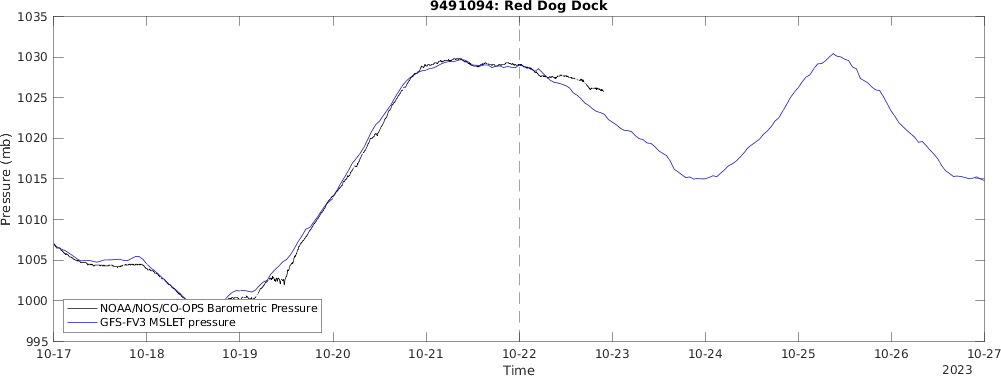 9491094: Red Dog Dock
1035
1030
1025
1020
1015
1010
1005
1000
995
Pressure (mb)
NOAA/NOS/CO-OPS Barometric Pressure
GFS-FV3 MSLET pressure
10-17 10-18 10-19 10-20 10-21 10-22 10-23 10-24 10-25 10-26 10-27
Time
2023